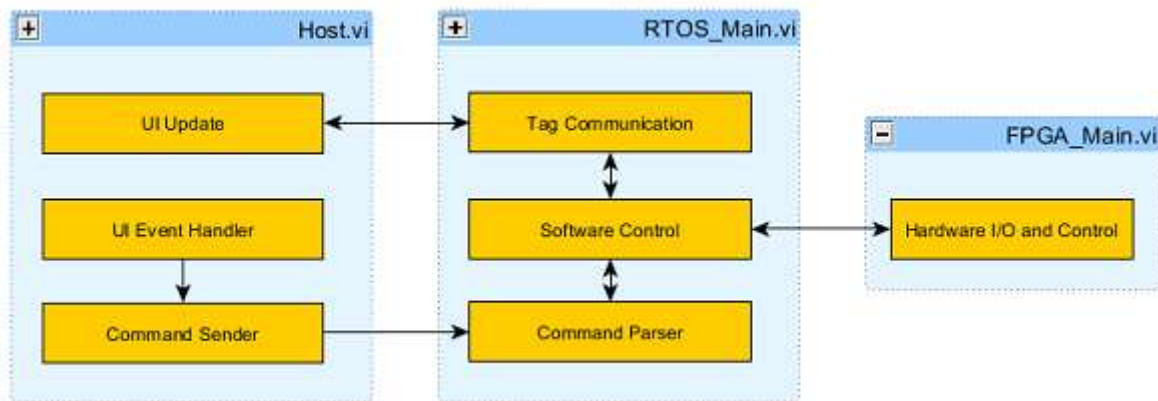 Host.vi
UI Update
UI Event Handler
Command Sender
RTOS_Main.vi
Tag Communication
Software Control
Command Parser
FPGA_Main.vi
Hardware I/O and Control